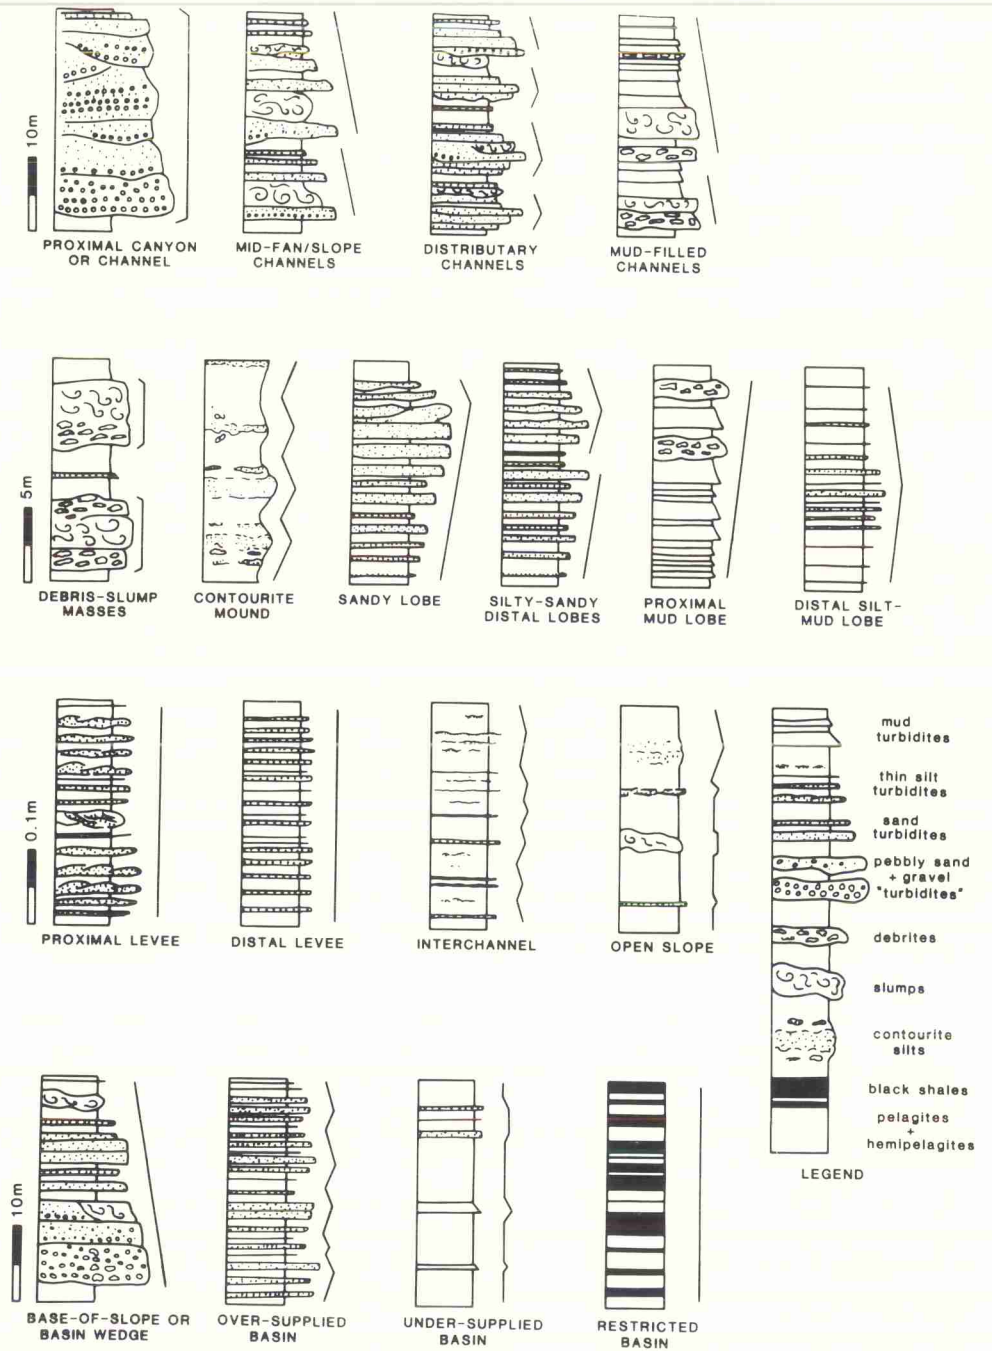 10m
PROXIMAL CANYON
OR CHANNEL
MID-FAN/SLOPE
CHANNELS
DISTRIBUTARY
CHANNELS
MUD-FILLED
CHANNELS
5m
DEBRIS-SLUMP
MASSES
CONTOURITE
MOUND
SANDY LOBE
SILTY-SANDY
DISTAL LOBES
PROXIMAL
MUD LOBE
DISTAL SILT-
MUD LOBE
0.1m
PROXIMAL LEVEE
DISTAL LEVEE
INTERCHANNEL
OPEN SLOPE
mud
turbidites
thin silt
turbidites
sand
turbidites
pebbly sand
+ gravel
"turbidites"
debrites
slumps
contourite
silts
black shales
pelagites
+
hemipelagites
LEGEND
10m
BASE-OF-SLOPE OR
BASIN WEDGE
OVER-SUPPLIED
BASIN
UNDER-SUPPLIED
BASIN
RESTRICTED
BASIN